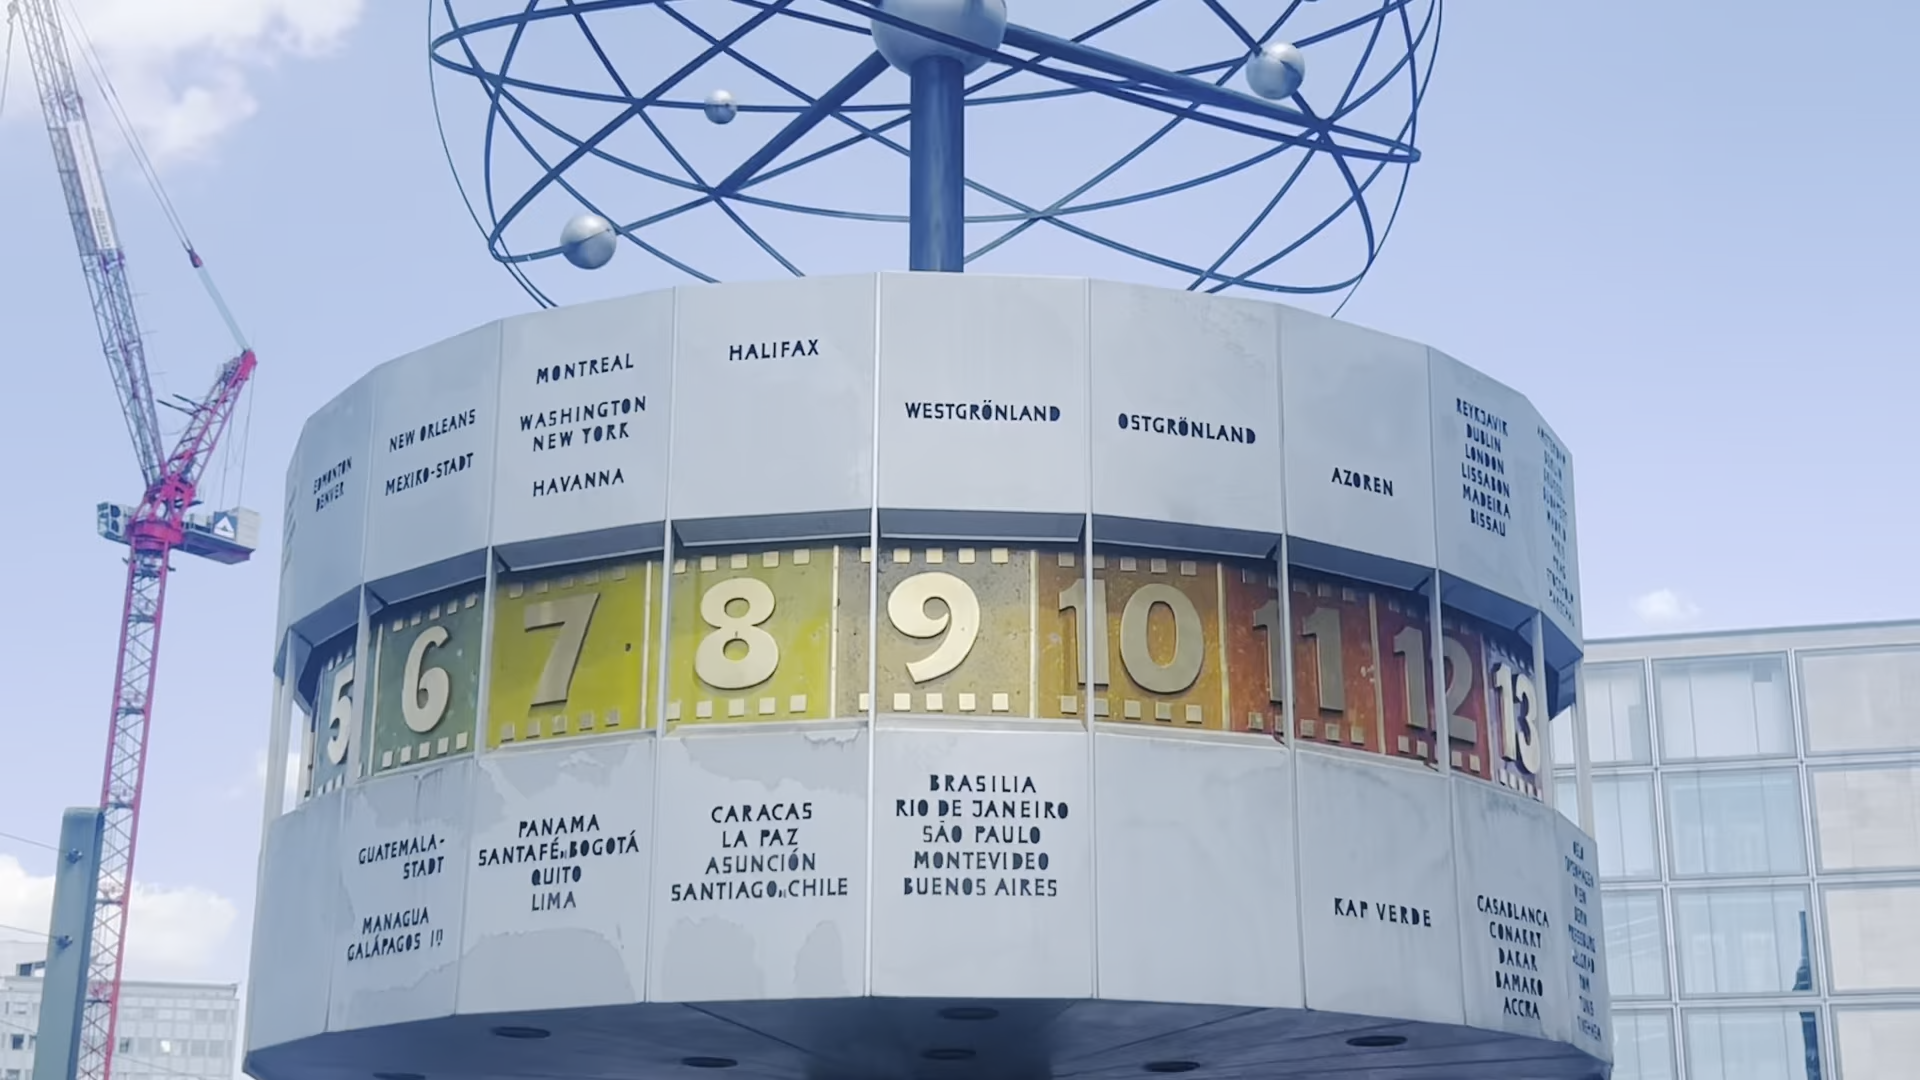 EDMONTON
DENVER
NEW ORLEANS
MEXIKO-STADT
MONTREAL
WASHINGTON
NEW YORK
HAVANNA
HALIFAX
WESTGRÖNLAND
OSTGRÖNLAND
AZOREN
REYKJAVIK
DUBLIN
LONDON
LISSABON
MADEIRA
BISSAU
5 6 7 8 9 10 11 12 13
GUATEMALA-
STADT
MANAGUA
GALÁPAGOS
PANAMA
SANTAFÉ DE BOGOTÁ
QUITO
LIMA
CARACAS
LA PAZ
ASUNCIÓN
SANTIAGO DE CHILE
BRASILIA
RIO DE JANEIRO
SÃO PAULO
MONTEVIDEO
BUENOS AIRES
KAP VERDE
CASABLANCA
CONAKRY
DAKAR
BAMAKO
ACCRA